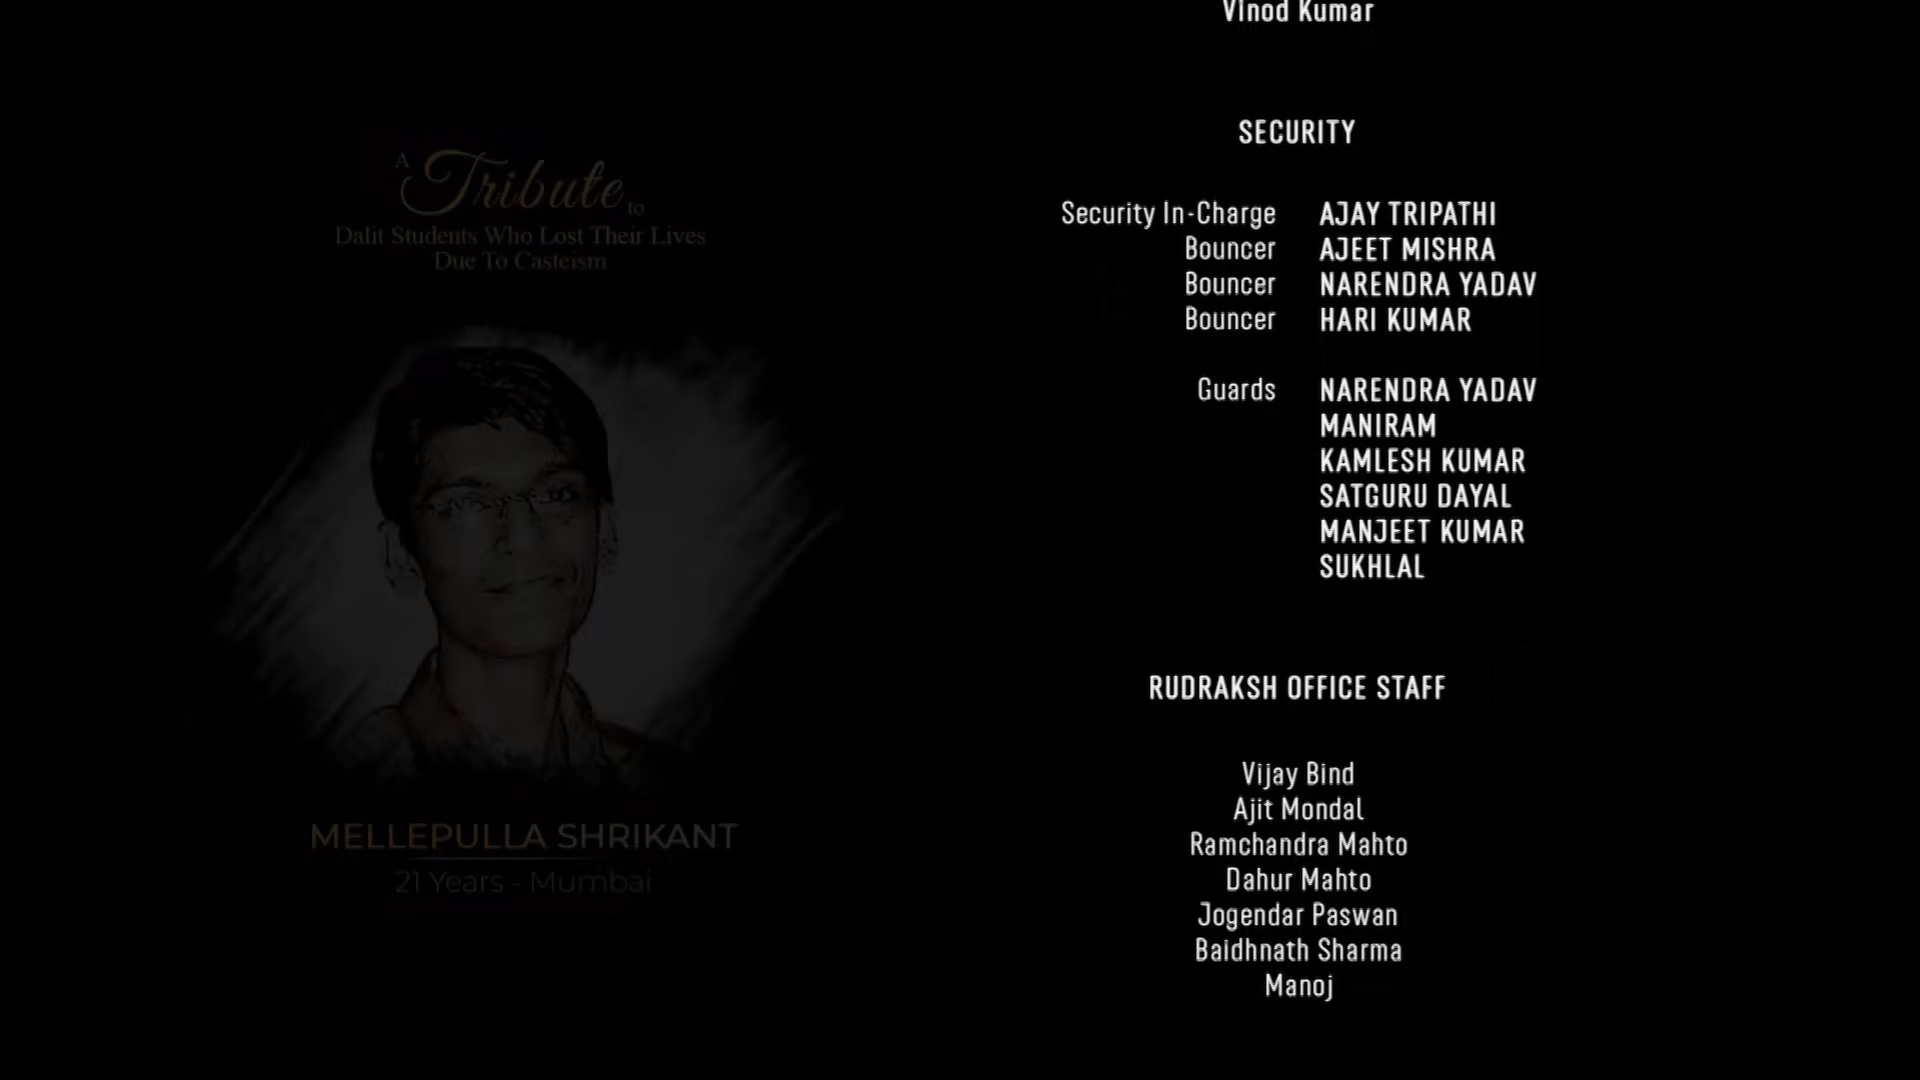 A Tribute to
Dalit Students Who Lost Their Lives
Due To Casteism
MELLEPULLA SHRIKANT
21 Years - Mumbai
Vinod Kumar
SECURITY
Security In-Charge AJAY TRIPATHI
Bouncer AJEET MISHRA
Bouncer NARENDRA YADAV
Bouncer HARI KUMAR
Guards NARENDRA YADAV
MANIRAM
KAMLESH KUMAR
SATGURU DAYAL
MANJEET KUMAR
SUKHLAL
RUDRAKSH OFFICE STAFF
Vijay Bind
Ajit Mondal
Ramchandra Mahto
Dahur Mahto
Jogendar Paswan
Baidhnath Sharma
Manoj